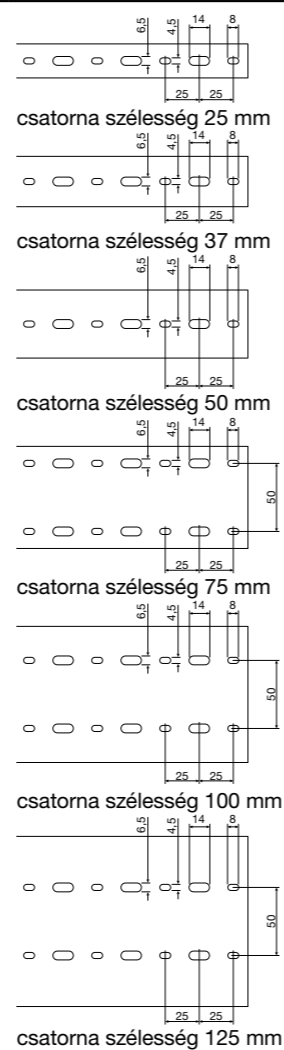 6,5 4,5 14 8
25 25
csatorna szélesség 25 mm
6,5 4,5 14 8
25 25
csatorna szélesség 37 mm
6,5 4,5 14 8
25 25
csatorna szélesség 50 mm
6,5 4,5 14 8
50
25 25
csatorna szélesség 75 mm
6,5 4,5 14 8
50
25 25
csatorna szélesség 100 mm
6,5 4,5 14 8
50
25 25
csatorna szélesség 125 mm